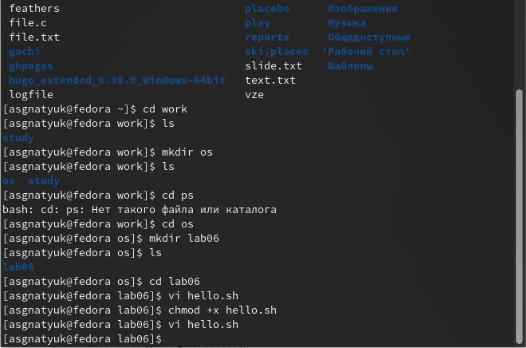 feathers placebo Изображения
file.c play Музыка
file.txt reports Общедоступные
gachi ski.places 'Рабочий стол'
ghpages slide.txt Шаблоны
hugo_extended_0.98.0_Windows-64bit text.txt
logfile vze
[asgnatyuk@fedora ~]$ cd work
[asgnatyuk@fedora work]$ ls
study
[asgnatyuk@fedora work]$ mkdir os
[asgnatyuk@fedora work]$ ls
os study
[asgnatyuk@fedora work]$ cd ps
bash: cd: ps: Нет такого файла или каталога
[asgnatyuk@fedora work]$ cd os
[asgnatyuk@fedora os]$ mkdir lab06
[asgnatyuk@fedora os]$ ls
lab06
[asgnatyuk@fedora os]$ cd lab06
[asgnatyuk@fedora lab06]$ vi hello.sh
[asgnatyuk@fedora lab06]$ chmod +x hello.sh
[asgnatyuk@fedora lab06]$ vi hello.sh
[asgnatyuk@fedora lab06]$